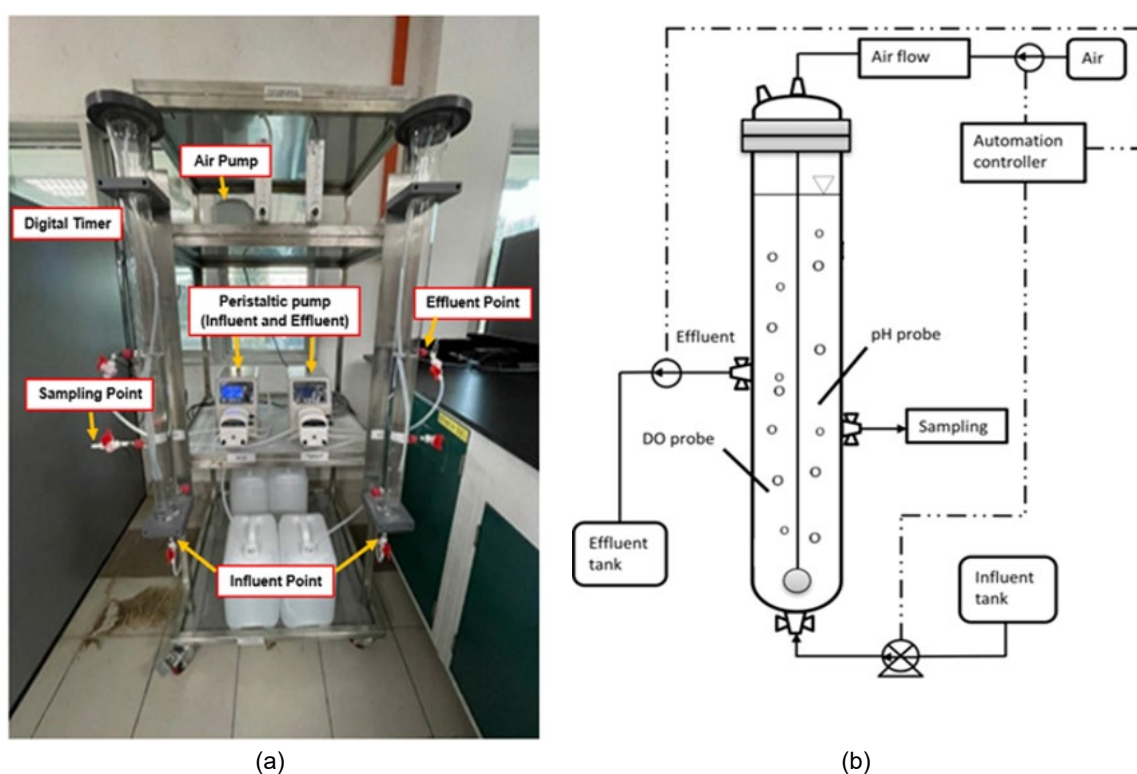 Air Pump
Digital Timer
Peristaltic pump
(Influent and Effluent)
Effluent Point
Sampling Point
Influent Point
(a)
Air flow
Air
Automation
controller
Effluent
pH probe
Sampling
DO probe
Effluent
tank
Influent
tank
(b)